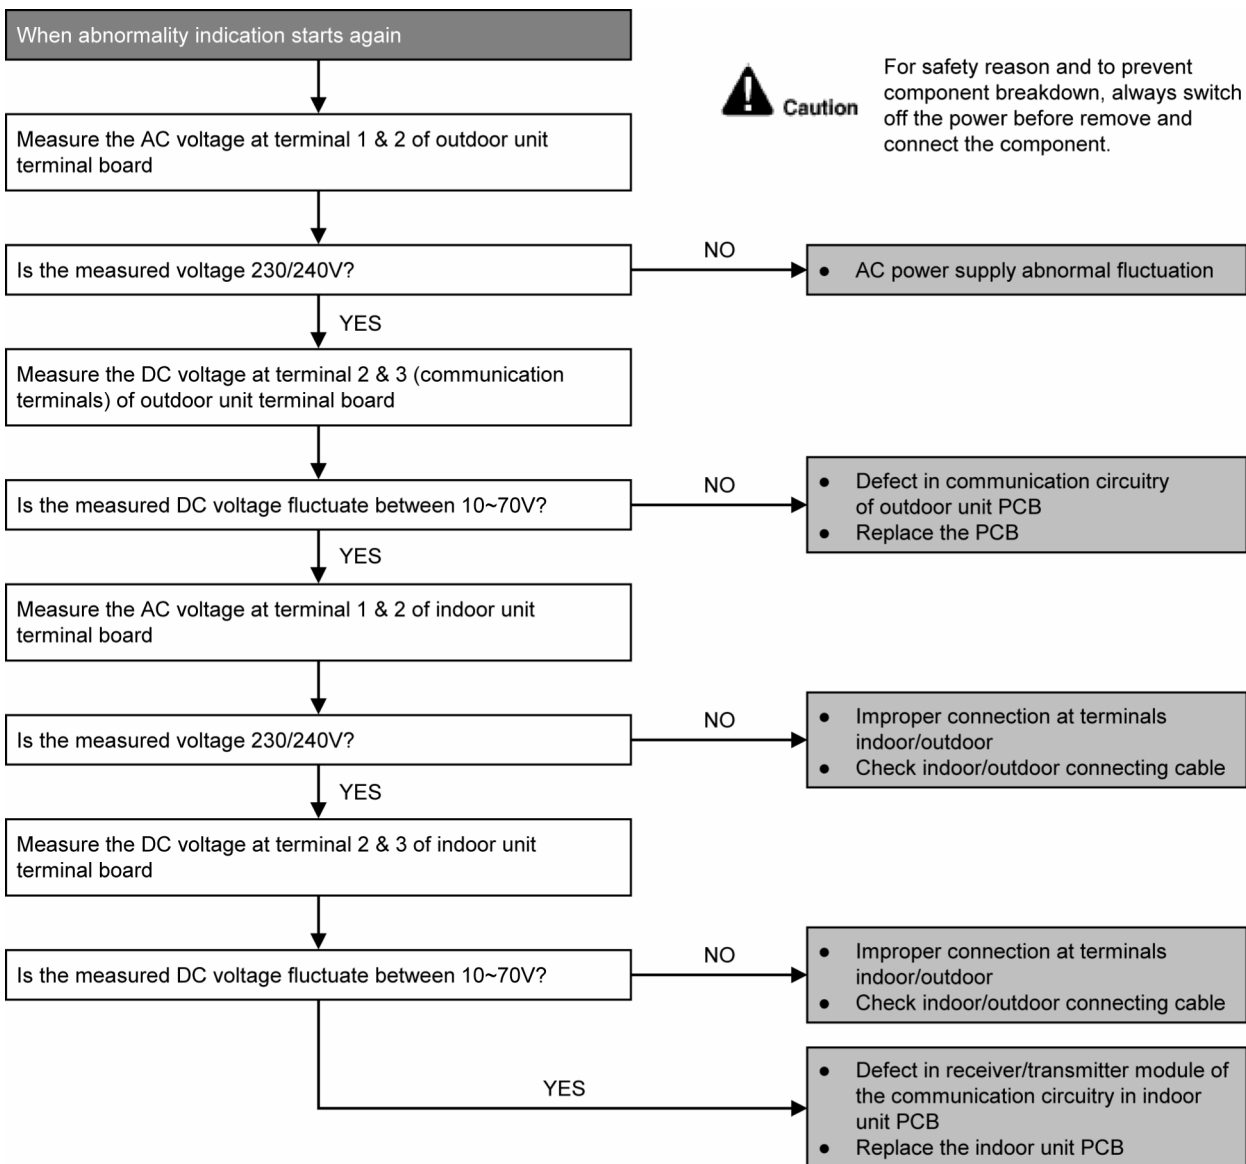 When abnormality indication starts again
Caution
For safety reason and to prevent
component breakdown, always switch
off the power before remove and
connect the component.
Measure the AC voltage at terminal 1 & 2 of outdoor unit
terminal board
Is the measured voltage 230/240V?
NO
● AC power supply abnormal fluctuation
YES
Measure the DC voltage at terminal 2 & 3 (communication
terminals) of outdoor unit terminal board
Is the measured DC voltage fluctuate between 10~70V?
NO
● Defect in communication circuitry
of outdoor unit PCB
● Replace the PCB
YES
Measure the AC voltage at terminal 1 & 2 of indoor unit
terminal board
Is the measured voltage 230/240V?
NO
● Improper connection at terminals
indoor/outdoor
● Check indoor/outdoor connecting cable
YES
Measure the DC voltage at terminal 2 & 3 of indoor unit
terminal board
Is the measured DC voltage fluctuate between 10~70V?
NO
● Improper connection at terminals
indoor/outdoor
● Check indoor/outdoor connecting cable
YES
● Defect in receiver/transmitter module of
the communication circuitry in indoor
unit PCB
● Replace the indoor unit PCB